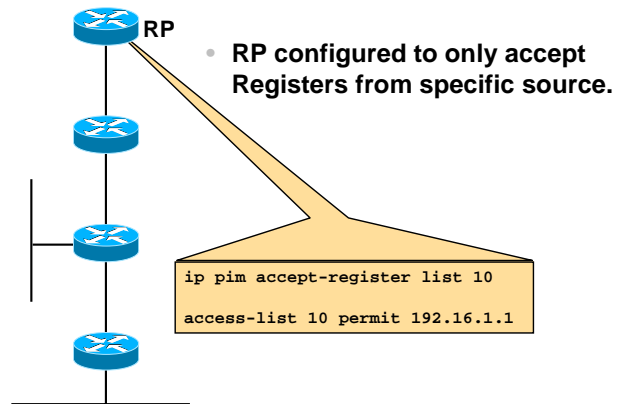 RP
• RP configured to only accept
Registers from specific source.
ip pim accept-register list 10
access-list 10 permit 192.16.1.1